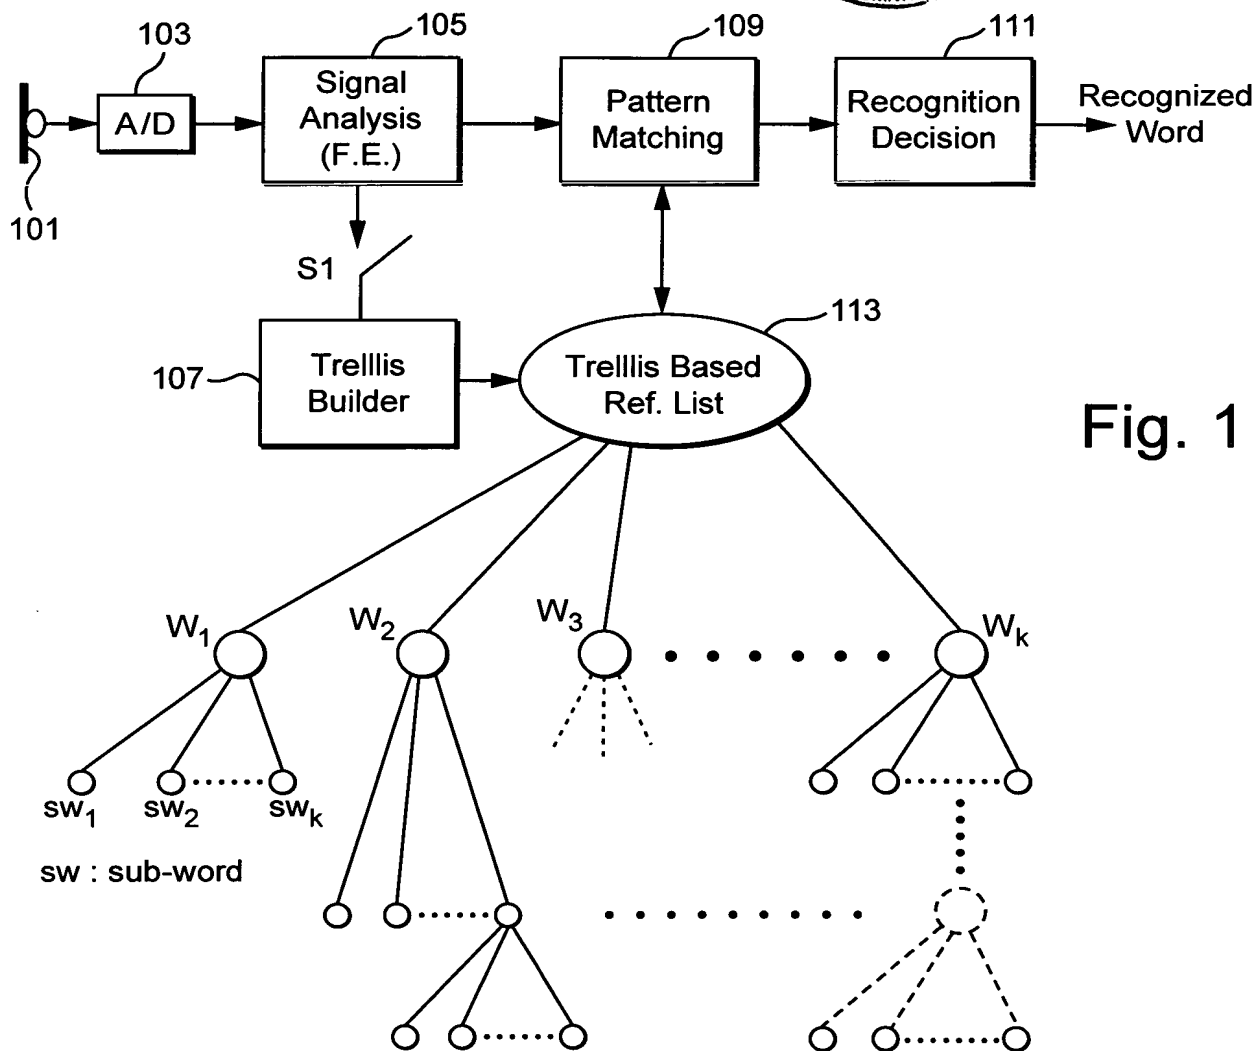 103
105
109
111
A/D
Signal
Analysis
(F.E.)
Pattern
Matching
Recognition
Decision
Recognized
Word
101
S1
107
Trelllis
Builder
113
Trelllis Based
Ref. List
Fig. 1
W1
W2
W3
Wk
sw1
sw2
swk
sw : sub-word